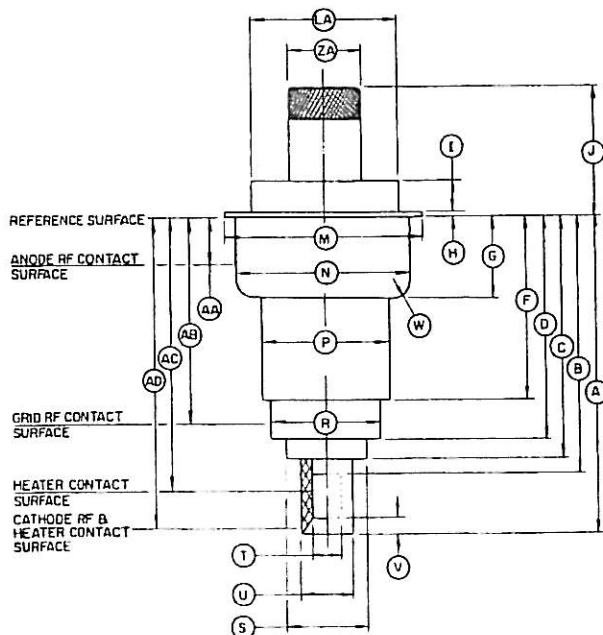 LA
ZA
E
J
REFERENCE SURFACE
M
H
G
ANODE RF CONTACT
SURFACE
N
AA
W
F
D
AB
C
P
AC
B
AD
A
GRID RF CONTACT
SURFACE
R
HEATER CONTACT
SURFACE
CATHODE RF &
HEATER CONTACT
SURFACE
T
V
U
S